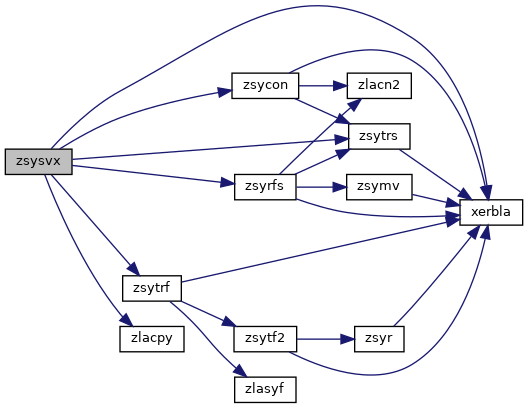 zsycon
zlacn2
zsytrs
zsysvx
zsyrfs
zsymv
xerbla
zsytrf
zlacpy
zsytf2
zsyr
zlasyf